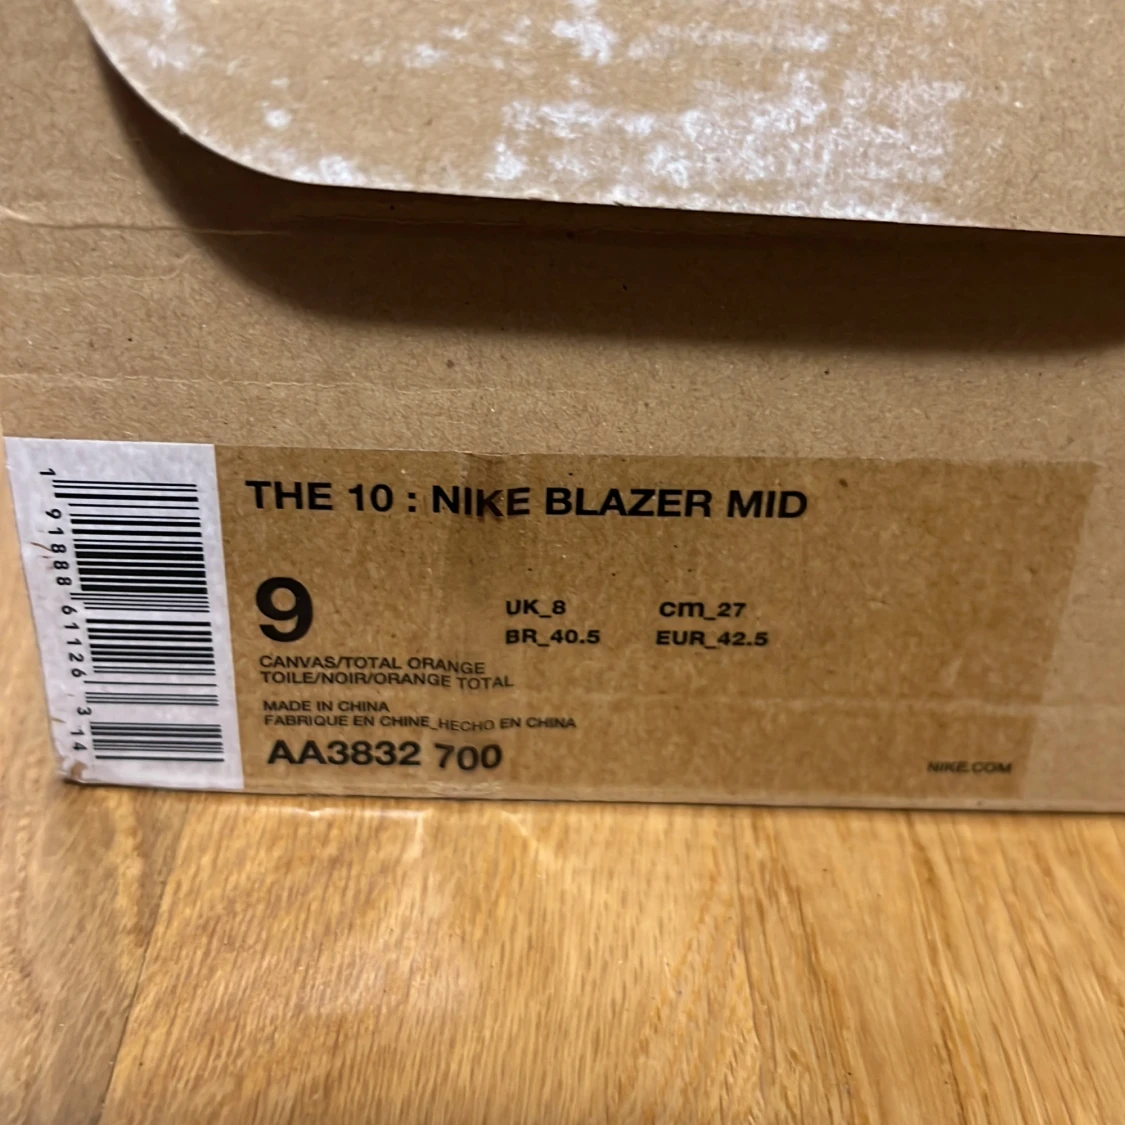 THE 10 : NIKE BLAZER MID
9
UK_8 cm_27
BR_40.5 EUR_42.5
CANVAS/TOTAL ORANGE
TOILE/NOIR/ORANGE TOTAL
MADE IN CHINA
FABRIQUE EN CHINE_HECHO EN CHINA
AA3832 700
NIKE.COM
1 91888 61126 3 14